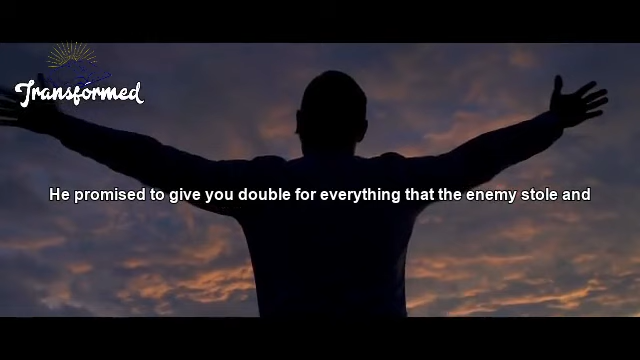 Transformed
He promised to give you double for everything that the enemy stole and